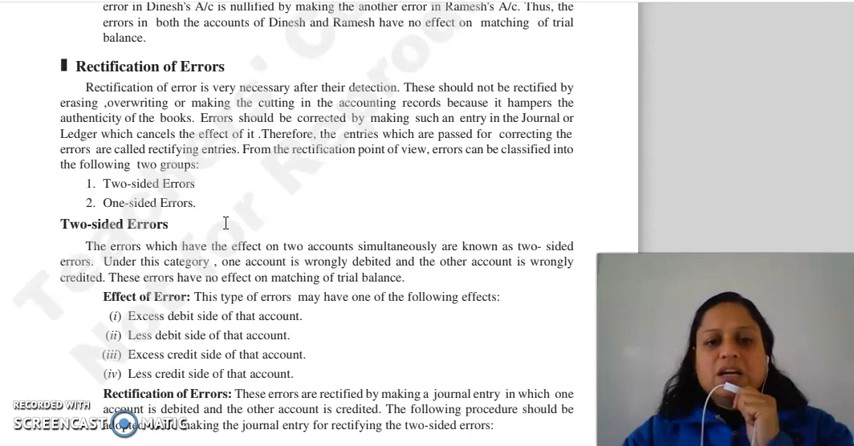 error in Dinesh's A/c is nullified by making the another error in Ramesh's A/c. Thus, the
errors in both the accounts of Dinesh and Ramesh have no effect on matching of trial
balance.
Rectification of Errors
Rectification of error is very necessary after their detection. These should not be rectified by
erasing ,overwriting or making the cutting in the accounting records because it hampers the
authenticity of the books. Errors should be corrected by making such an entry in the Journal or
Ledger which cancels the effect of it .Therefore, the entries which are passed for correcting the
errors are called rectifying entries. From the rectification point of view, errors can be classified into
the following two groups:
1. Two-sided Errors
2. One-sided Errors.
Two-sided Errors
The errors which have the effect on two accounts simultaneously are known as two- sided
errors. Under this category , one account is wrongly debited and the other account is wrongly
credited. These errors have no effect on matching of trial balance.
Effect of Error: This type of errors may have one of the following effects:
(i) Excess debit side of that account.
(ii) Less debit side of that account.
(iii) Excess credit side of that account.
(iv) Less credit side of that account.
Rectification of Errors: These errors are rectified by making a journal entry in which one
account is debited and the other account is credited. The following procedure should be
making the journal entry for rectifying the two-sided errors:
RECORDED WITH
SCREENCAST MATIC
Teachers'
Not for